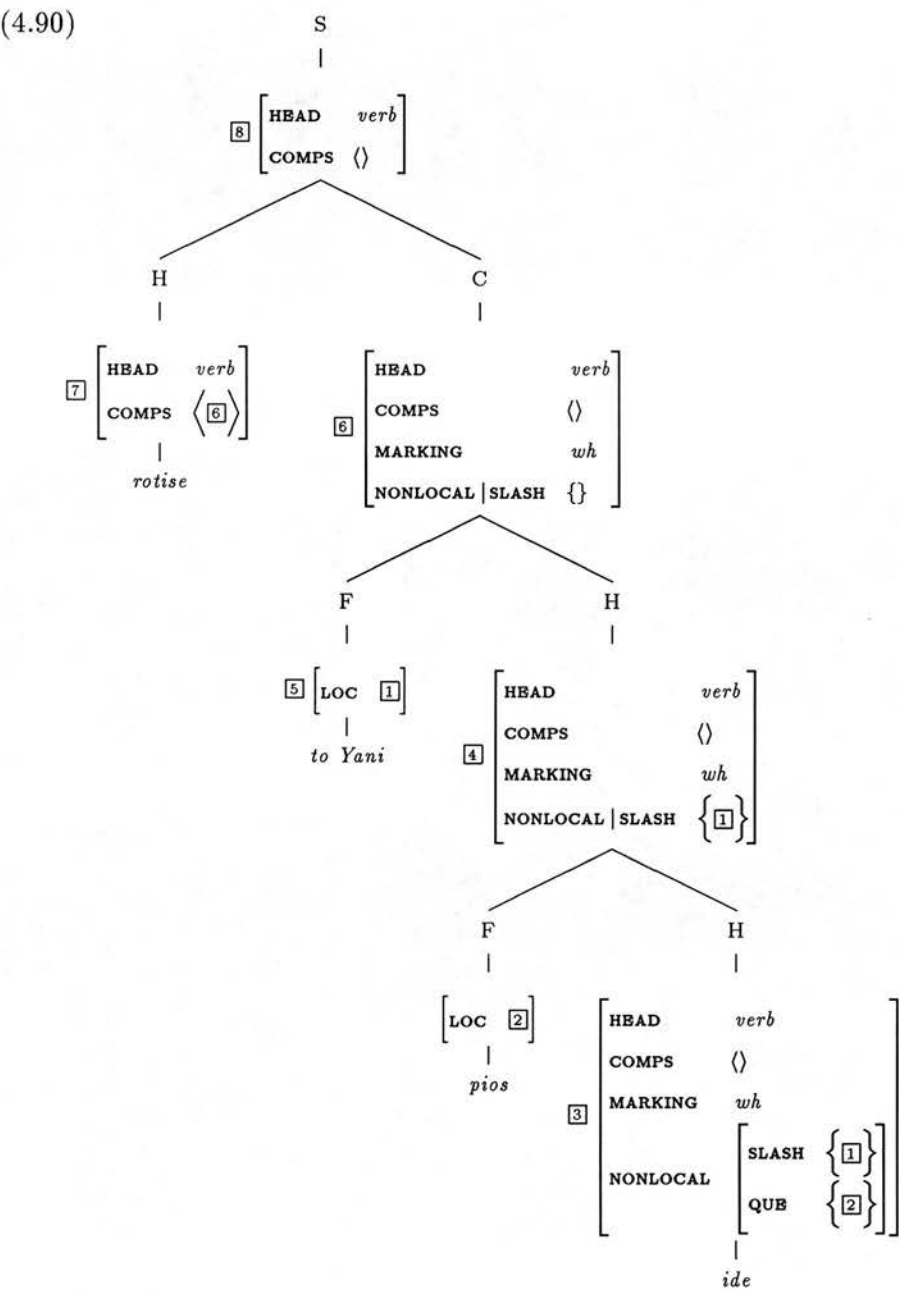 (4.90)
S
8 [HEAD verb
COMPS ⟨⟩]
H C
7 [HEAD verb
COMPS ⟨6⟩]
rotise
6 [HEAD verb
COMPS ⟨⟩
MARKING wh
NONLOCAL|SLASH {}]
F H
5 [LOC 1]
to Yani
4 [HEAD verb
COMPS ⟨⟩
MARKING wh
NONLOCAL|SLASH {1}]
F H
[LOC 2]
pios
3 [HEAD verb
COMPS ⟨⟩
MARKING wh
NONLOCAL [SLASH {1}
QUE {2}]]
ide